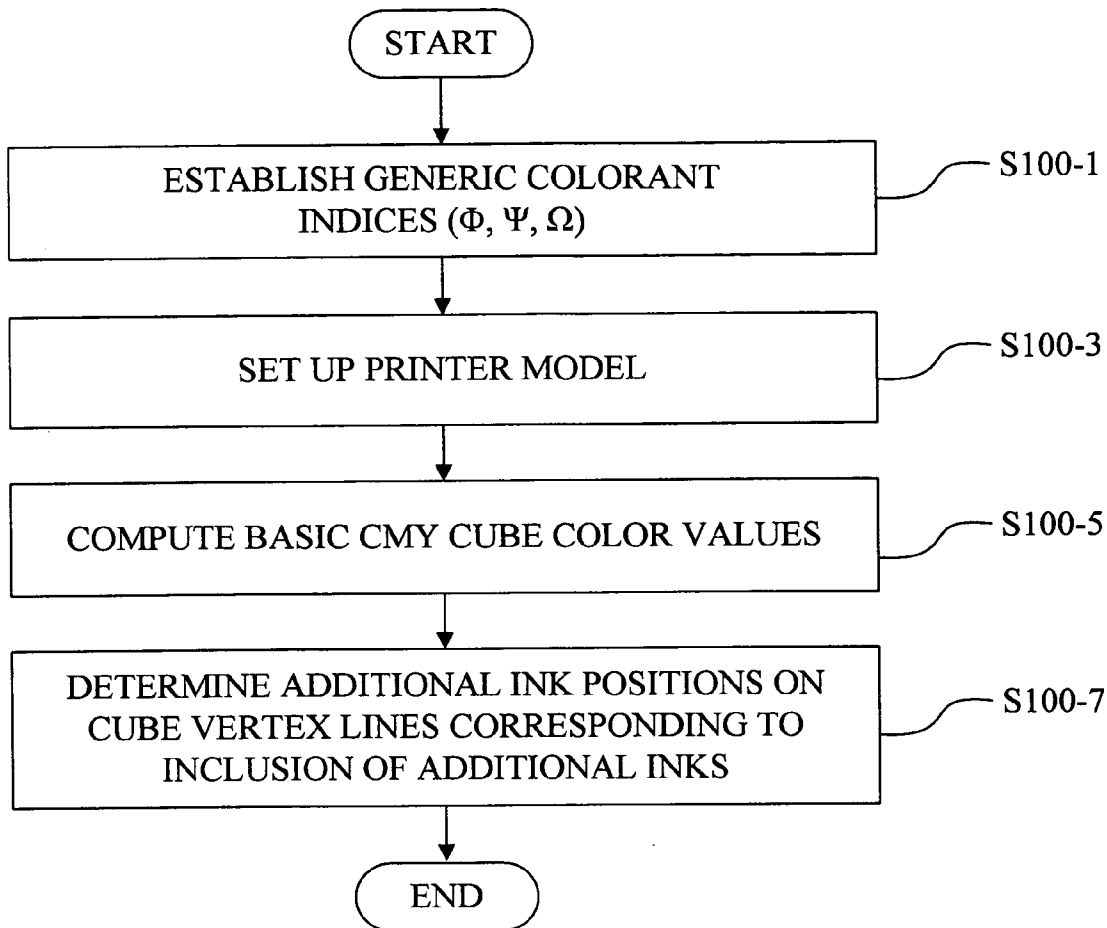 START
ESTABLISH GENERIC COLORANT
INDICES (Φ, Ψ, Ω)
S100-1
SET UP PRINTER MODEL
S100-3
COMPUTE BASIC CMY CUBE COLOR VALUES
S100-5
DETERMINE ADDITIONAL INK POSITIONS ON
CUBE VERTEX LINES CORRESPONDING TO
INCLUSION OF ADDITIONAL INKS
S100-7
END